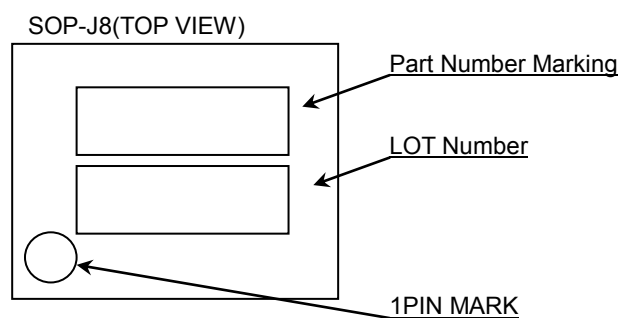 SOP-J8(TOP VIEW)
Part Number Marking
LOT Number
1PIN MARK